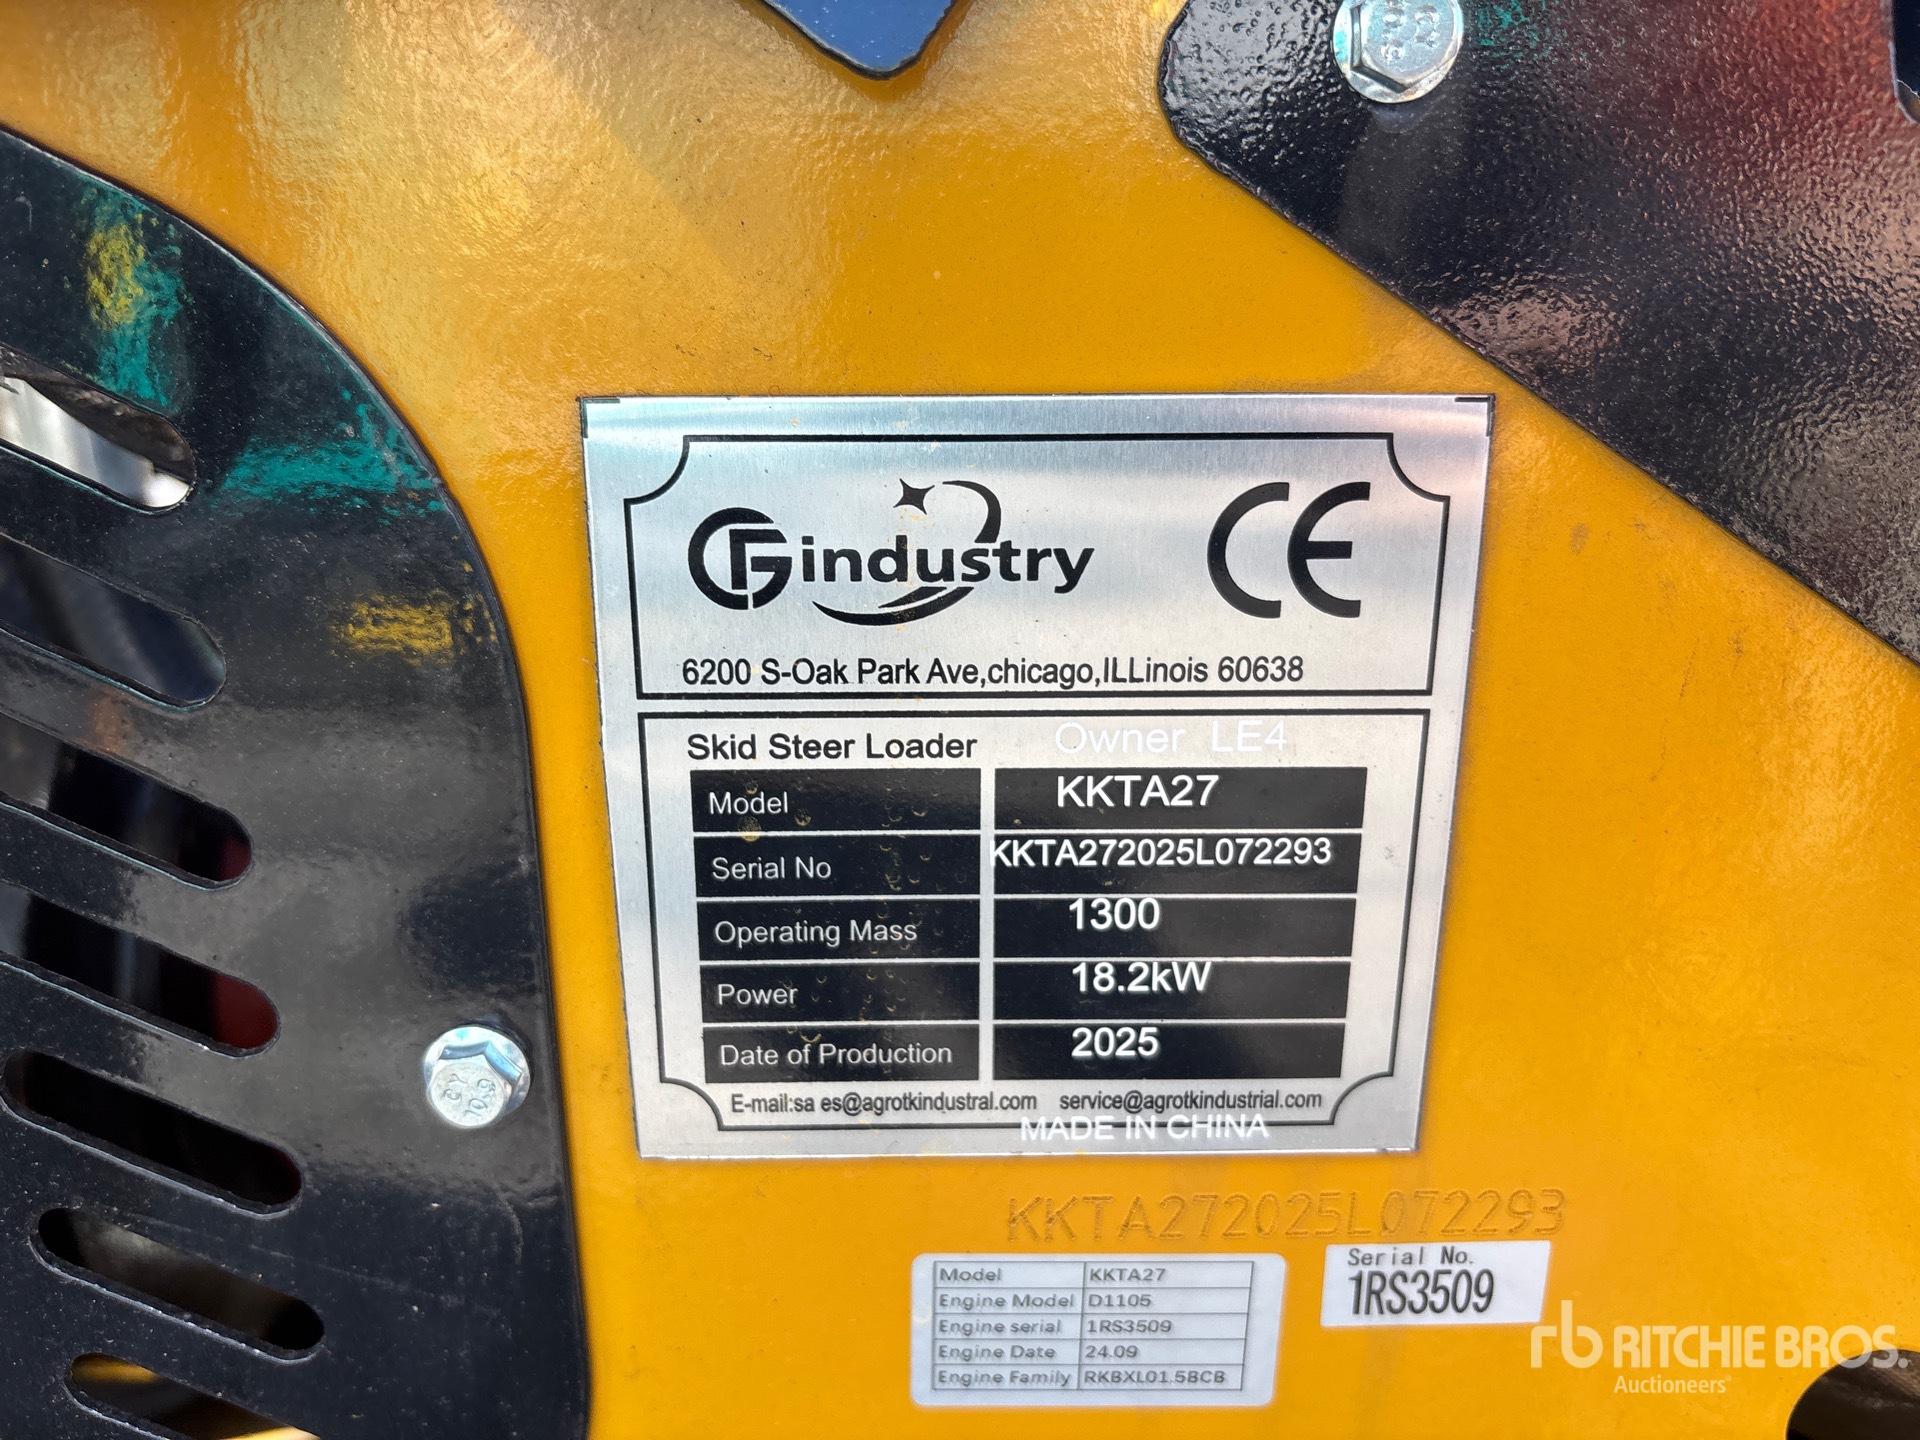 GF industry
CE
6200 S-Oak Park Ave,chicago,ILLinois 60638
Skid Steer Loader Owner LE4
Model KKTA27
Serial No KKTA272025L072293
Operating Mass 1300
Power 18.2kW
Date of Production 2025
E-mail:sa es@agrotkindustral.com service@agrotkindustrial.com
MADE IN CHINA
KKTA272025L072293
Model KKTA27
Engine Model D1105
Engine serial 1RS3509
Engine Date 24.09
Engine Family RKBXL01.5BCB
Serial No.
1RS3509
rb RITCHIE BROS.
Auctioneers